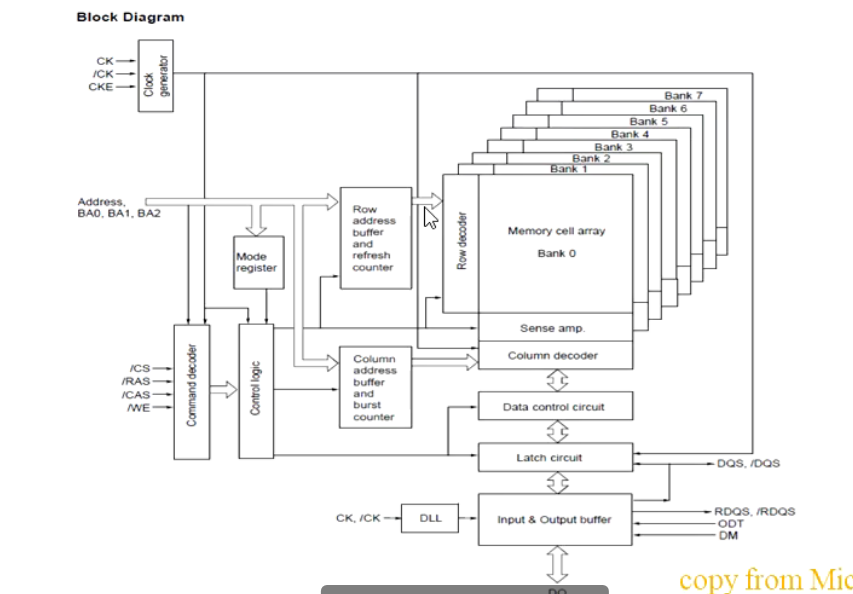 Block Diagram
CK
/CK
CKE
Clock
generator
Bank 7
Bank 6
Bank 5
Bank 4
Bank 3
Bank 2
Bank 1
Address,
BA0, BA1, BA2
Mode
register
Row
address
buffer
and
refresh
counter
Row decoder
Memory cell array
Bank 0
Sense amp.
Column decoder
/CS
/RAS
/CAS
/WE
Command decoder
Control logic
Column
address
buffer
and
burst
counter
Data control circuit
Latch circuit
DQS, /DQS
CK, /CK
DLL
Input & Output buffer
RDQS, /RDQS
ODT
DM
DQ
copy from Mic